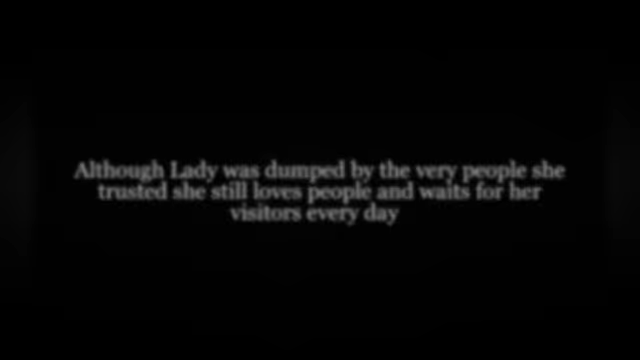 Although Lady was dumped by the very people she
trusted she still loves people and waits for her
visitors every day